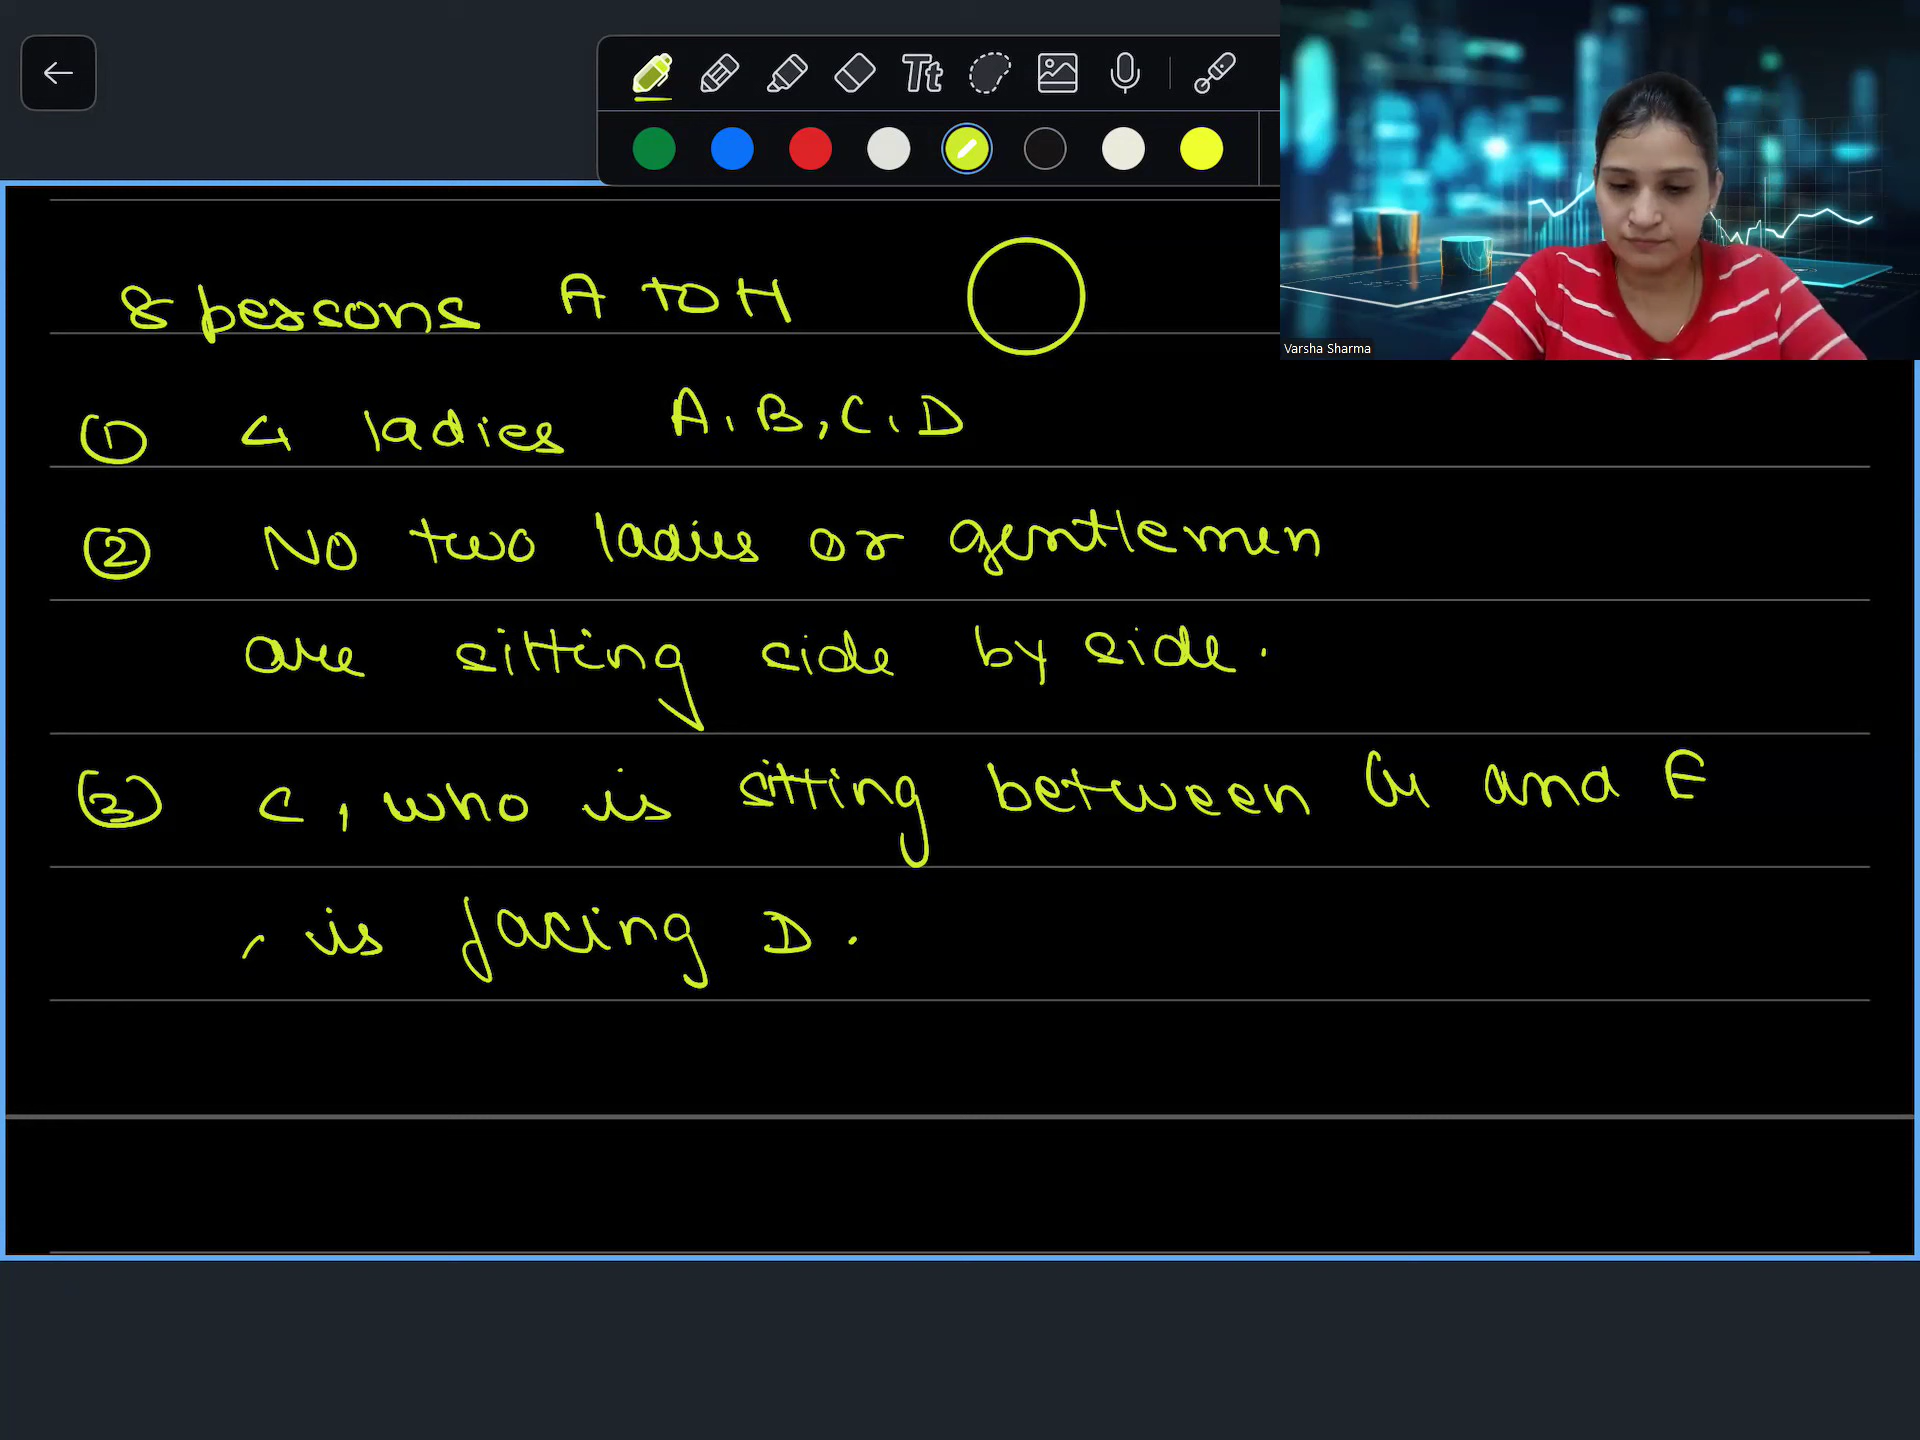 Tt
Varsha Sharma
8 persons A to H
(1) 4 ladies A, B, C, D
(2) No two ladies or gentlemen
are sitting side by side.
(3) C, who is sitting between G and E
, is facing D.